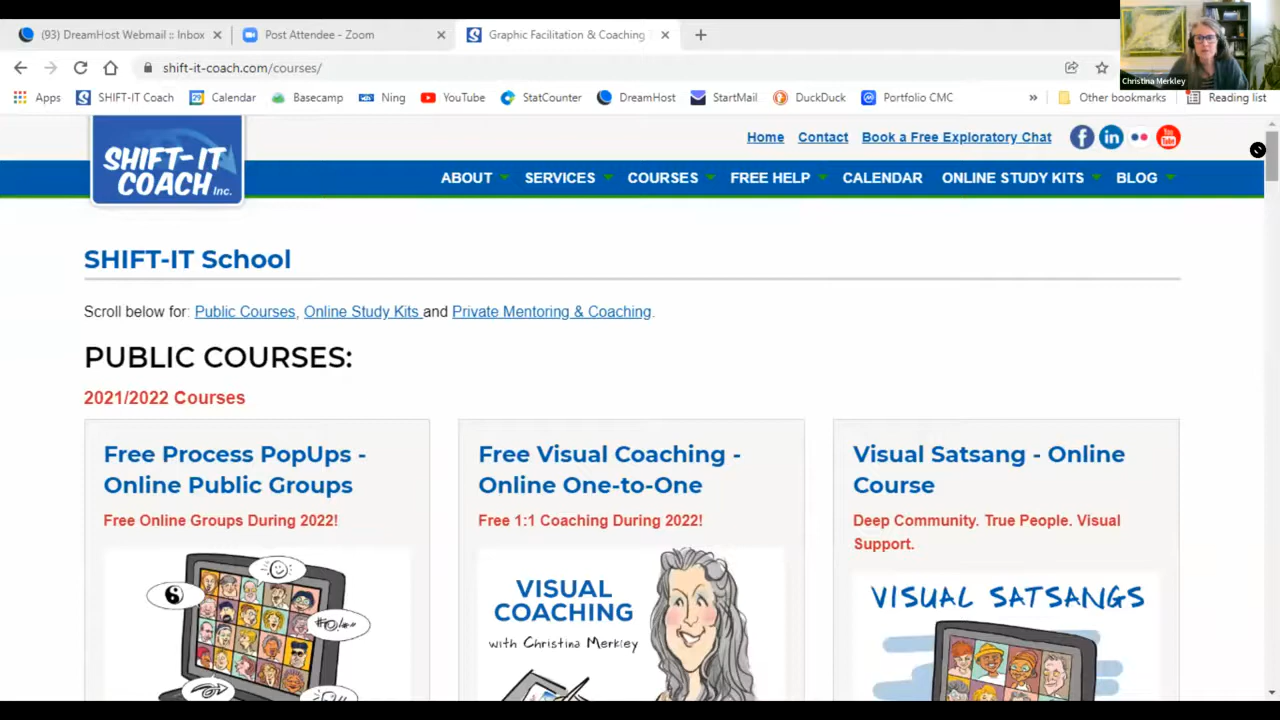 (93) DreamHost Webmail :: Inbox
Post Attendee - Zoom
Graphic Facilitation & Coaching
shift-it-coach.com/courses/
Christina Merkley
Apps
SHIFT-IT Coach
Calendar
Basecamp
Ning
YouTube
StatCounter
DreamHost
StartMail
DuckDuck
Portfolio CMC
»
Other bookmarks
Reading list
SHIFT-IT
COACH Inc.
Home
Contact
Book a Free Exploratory Chat
ABOUT
SERVICES
COURSES
FREE HELP
CALENDAR
ONLINE STUDY KITS
BLOG
SHIFT-IT School
Scroll below for: Public Courses, Online Study Kits and Private Mentoring & Coaching.
PUBLIC COURSES:
2021/2022 Courses
Free Process PopUps -
Online Public Groups
Free Online Groups During 2022!
Free Visual Coaching -
Online One-to-One
Free 1:1 Coaching During 2022!
VISUAL
COACHING
with Christina Merkley
Visual Satsang - Online
Course
Deep Community. True People. Visual
Support.
VISUAL SATSANGS